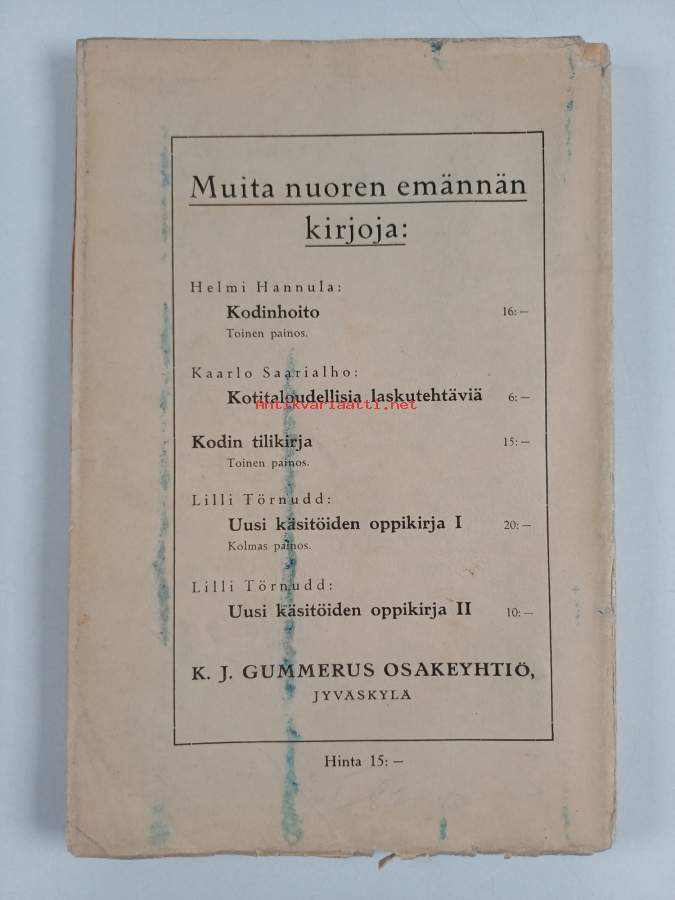 Muita nuoren emännän
kirjoja:
Helmi Hannula:
Kodinhoito 16: —
Toinen painos.
Kaarlo Saarialho:
Kotitaloudellisia laskutehtäviä 6: —
Antikvariaatti.net
Kodin tilikirja 15: —
Toinen painos.
Lilli Törnudd:
Uusi käsitöiden oppikirja I 20: —
Kolmas painos.
Lilli Törnudd:
Uusi käsitöiden oppikirja II 10: —
K. J. GUMMERUS OSAKEYHTIÖ,
JYVÄSKYLÄ
Hinta 15: —